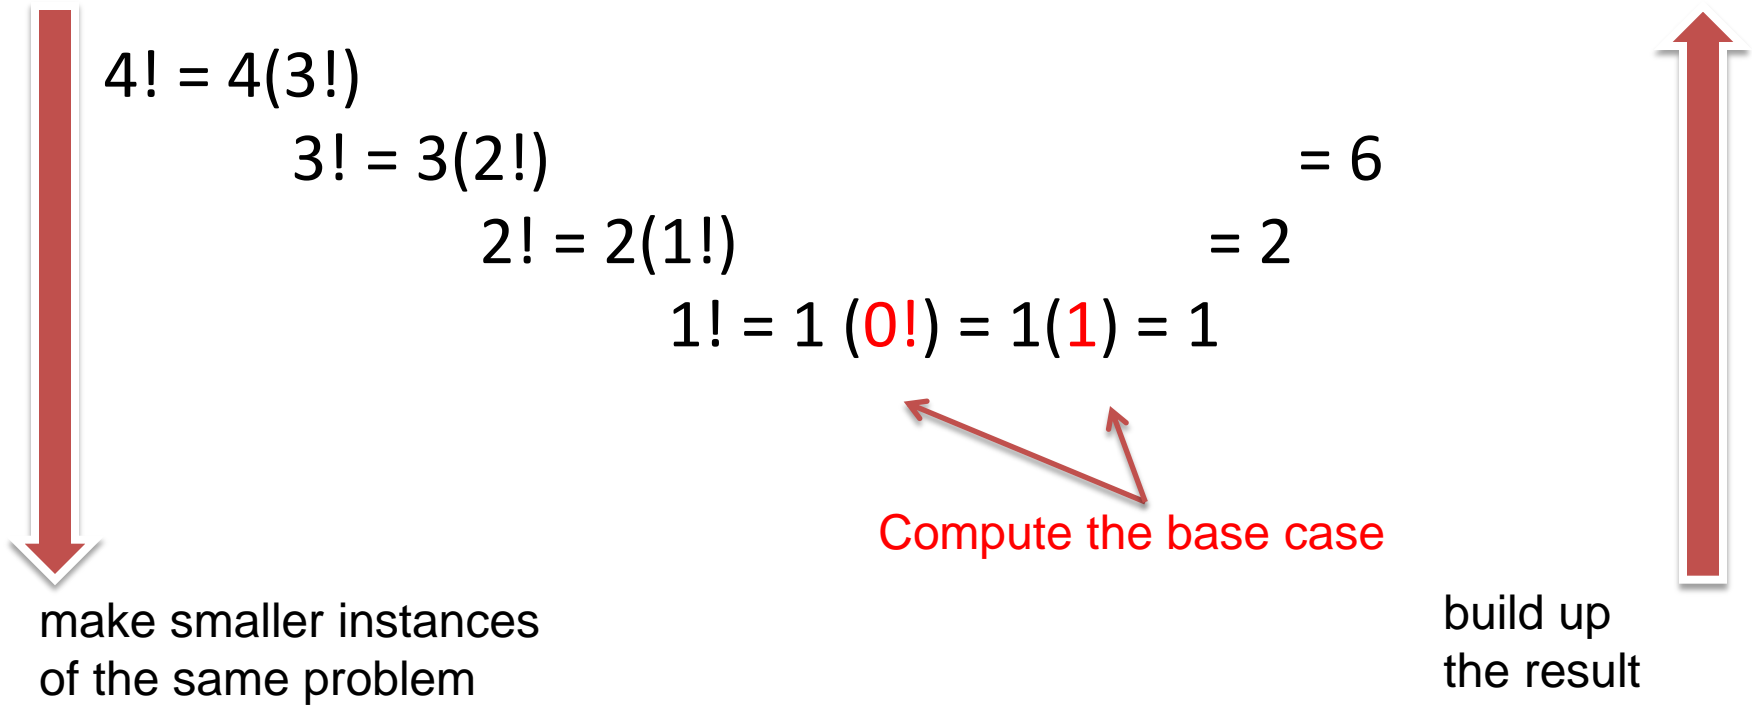 4! = 4(3!)
3! = 3(2!) = 6
2! = 2(1!) = 2
1! = 1 (0!) = 1(1) = 1
Compute the base case
make smaller instances
of the same problem
build up
the result